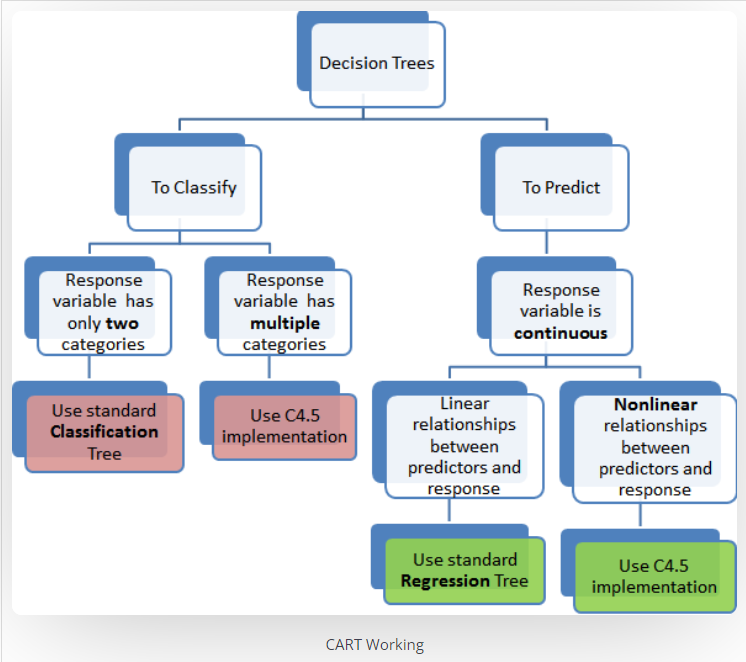 Decision Trees
To Classify
To Predict
Response
variable has
only two
categories
Response
variable has
multiple
categories
Response
variable is
continuous
Use standard
Classification
Tree
Use C4.5
implementation
Linear
relationships
between
predictors and
response
Nonlinear
relationships
between
predictors and
response
Use standard
Regression Tree
Use C4.5
implementation
CART Working